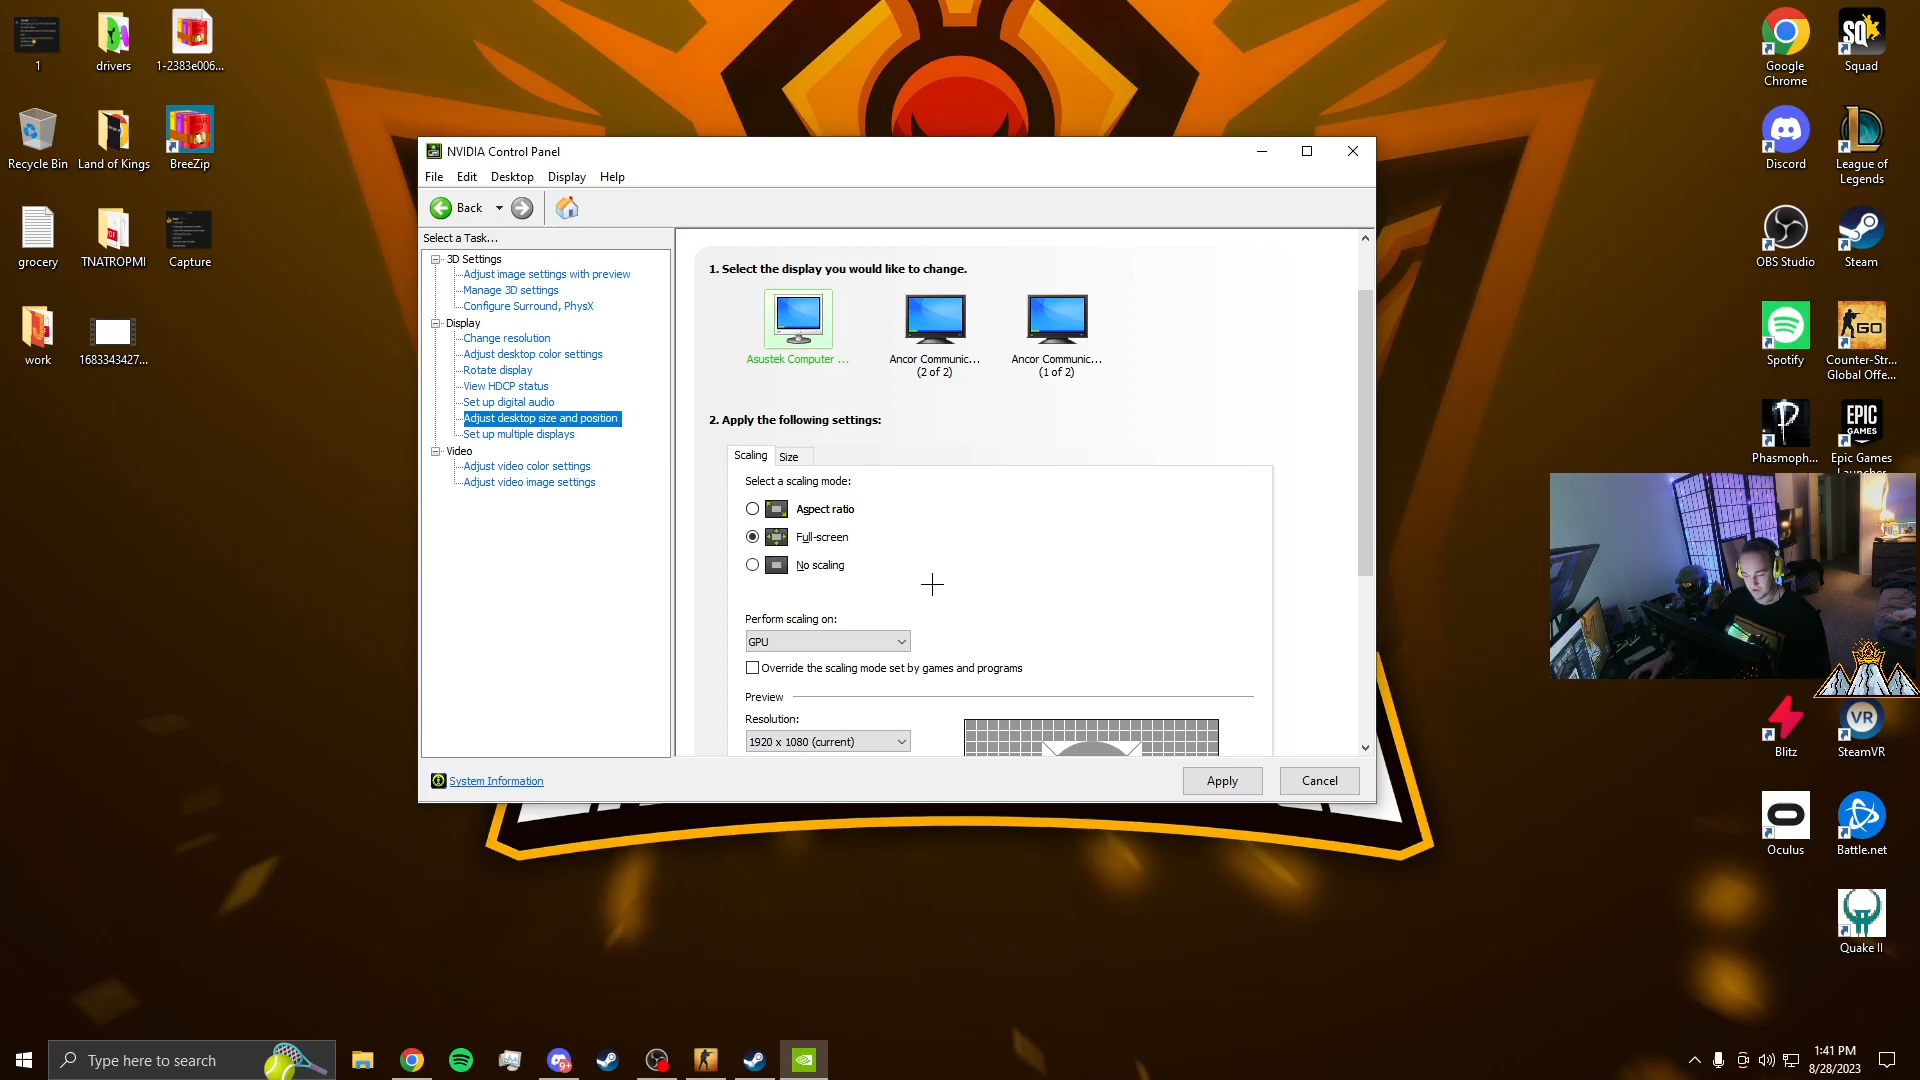 1
drivers
1-2383e006...
Recycle Bin
Land of Kings
BreeZip
grocery
TNATROPMI
Capture
work
1683343427...
NVIDIA Control Panel
File
Edit
Desktop
Display
Help
Back
Select a Task...
3D Settings
Adjust image settings with preview
Manage 3D settings
Configure Surround, PhysX
Display
Change resolution
Adjust desktop color settings
Rotate display
View HDCP status
Set up digital audio
Adjust desktop size and position
Set up multiple displays
Video
Adjust video color settings
Adjust video image settings
System Information
1. Select the display you would like to change.
Asustek Computer ...
Ancor Communic...
(2 of 2)
Ancor Communic...
(1 of 2)
2. Apply the following settings:
Scaling
Size
Select a scaling mode:
Aspect ratio
Full-screen
No scaling
Perform scaling on:
GPU
Override the scaling mode set by games and programs
Preview
Resolution:
1920 x 1080 (current)
Apply
Cancel
Google
Chrome
SQ
Squad
Discord
League of
Legends
OBS Studio
Steam
Spotify
GO
Counter-Str...
Global Offe...
Phasmoph...
EPIC
GAMES
Epic Games
Blitz
VR
SteamVR
Oculus
Battle.net
Quake II
Type here to search
9+
1:41 PM
8/28/2023